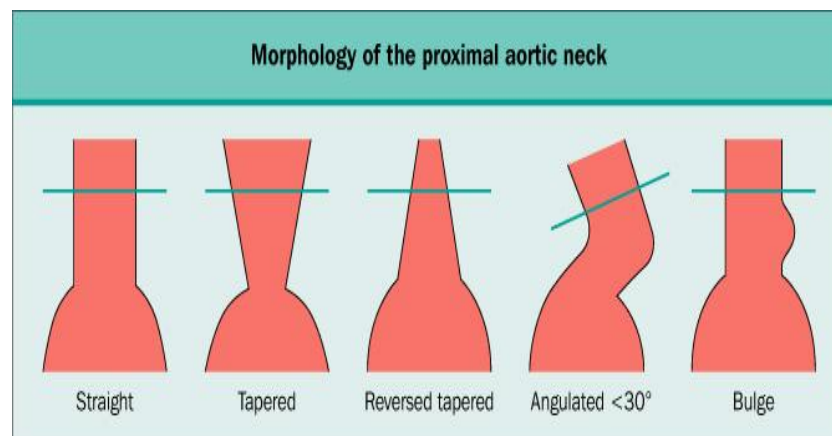 Morphology of the proximal aortic neck
Straight
Tapered
Reversed tapered
Angulated <30°
Bulge